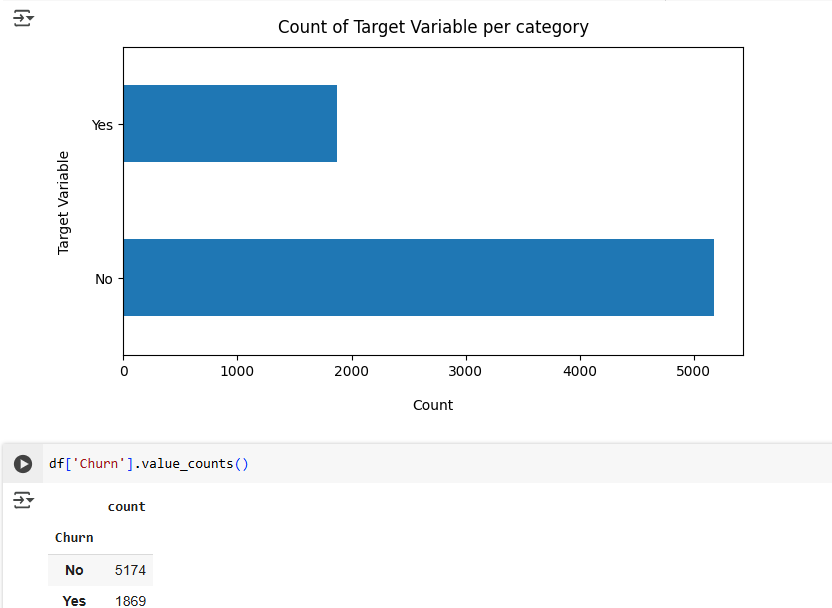 Count of Target Variable per category
Yes
Target Variable
No
0 1000 2000 3000 4000 5000
Count
df['Churn'].value_counts()
count
Churn
No 5174
Yes 1869